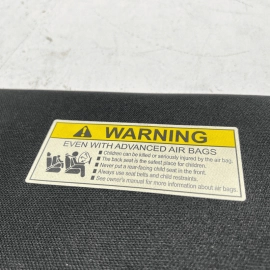 WARNING
EVEN WITH ADVANCED AIR BAGS
Children can be killed or seriously injured by the air bag.
The back seat is the safest place for children.
Never put a rear-facing child seat in the front.
Always use seat belts and child restraints.
See owner's manual for more information about air bags.